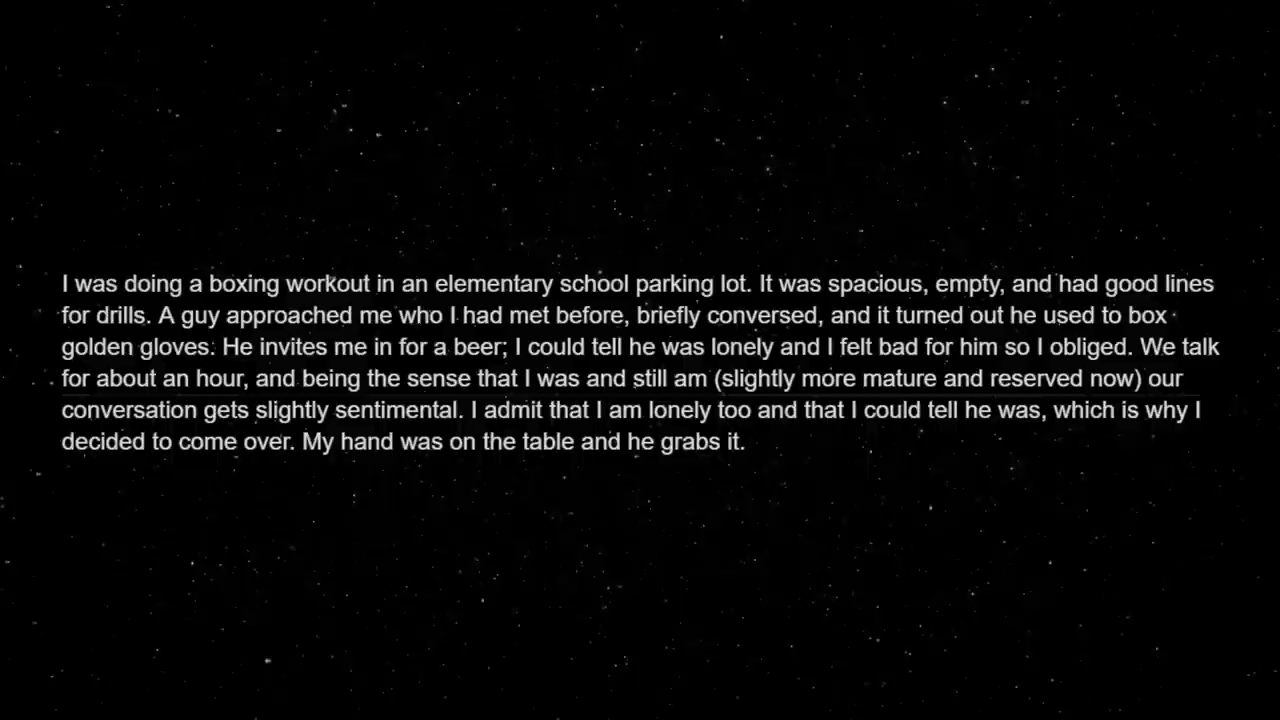 I was doing a boxing workout in an elementary school parking lot. It was spacious, empty, and had good lines
for drills. A guy approached me who I had met before, briefly conversed, and it turned out he used to box
golden gloves. He invites me in for a beer; I could tell he was lonely and I felt bad for him so I obliged. We talk
for about an hour, and being the sense that I was and still am (slightly more mature and reserved now) our
conversation gets slightly sentimental. I admit that I am lonely too and that I could tell he was, which is why I
decided to come over. My hand was on the table and he grabs it.